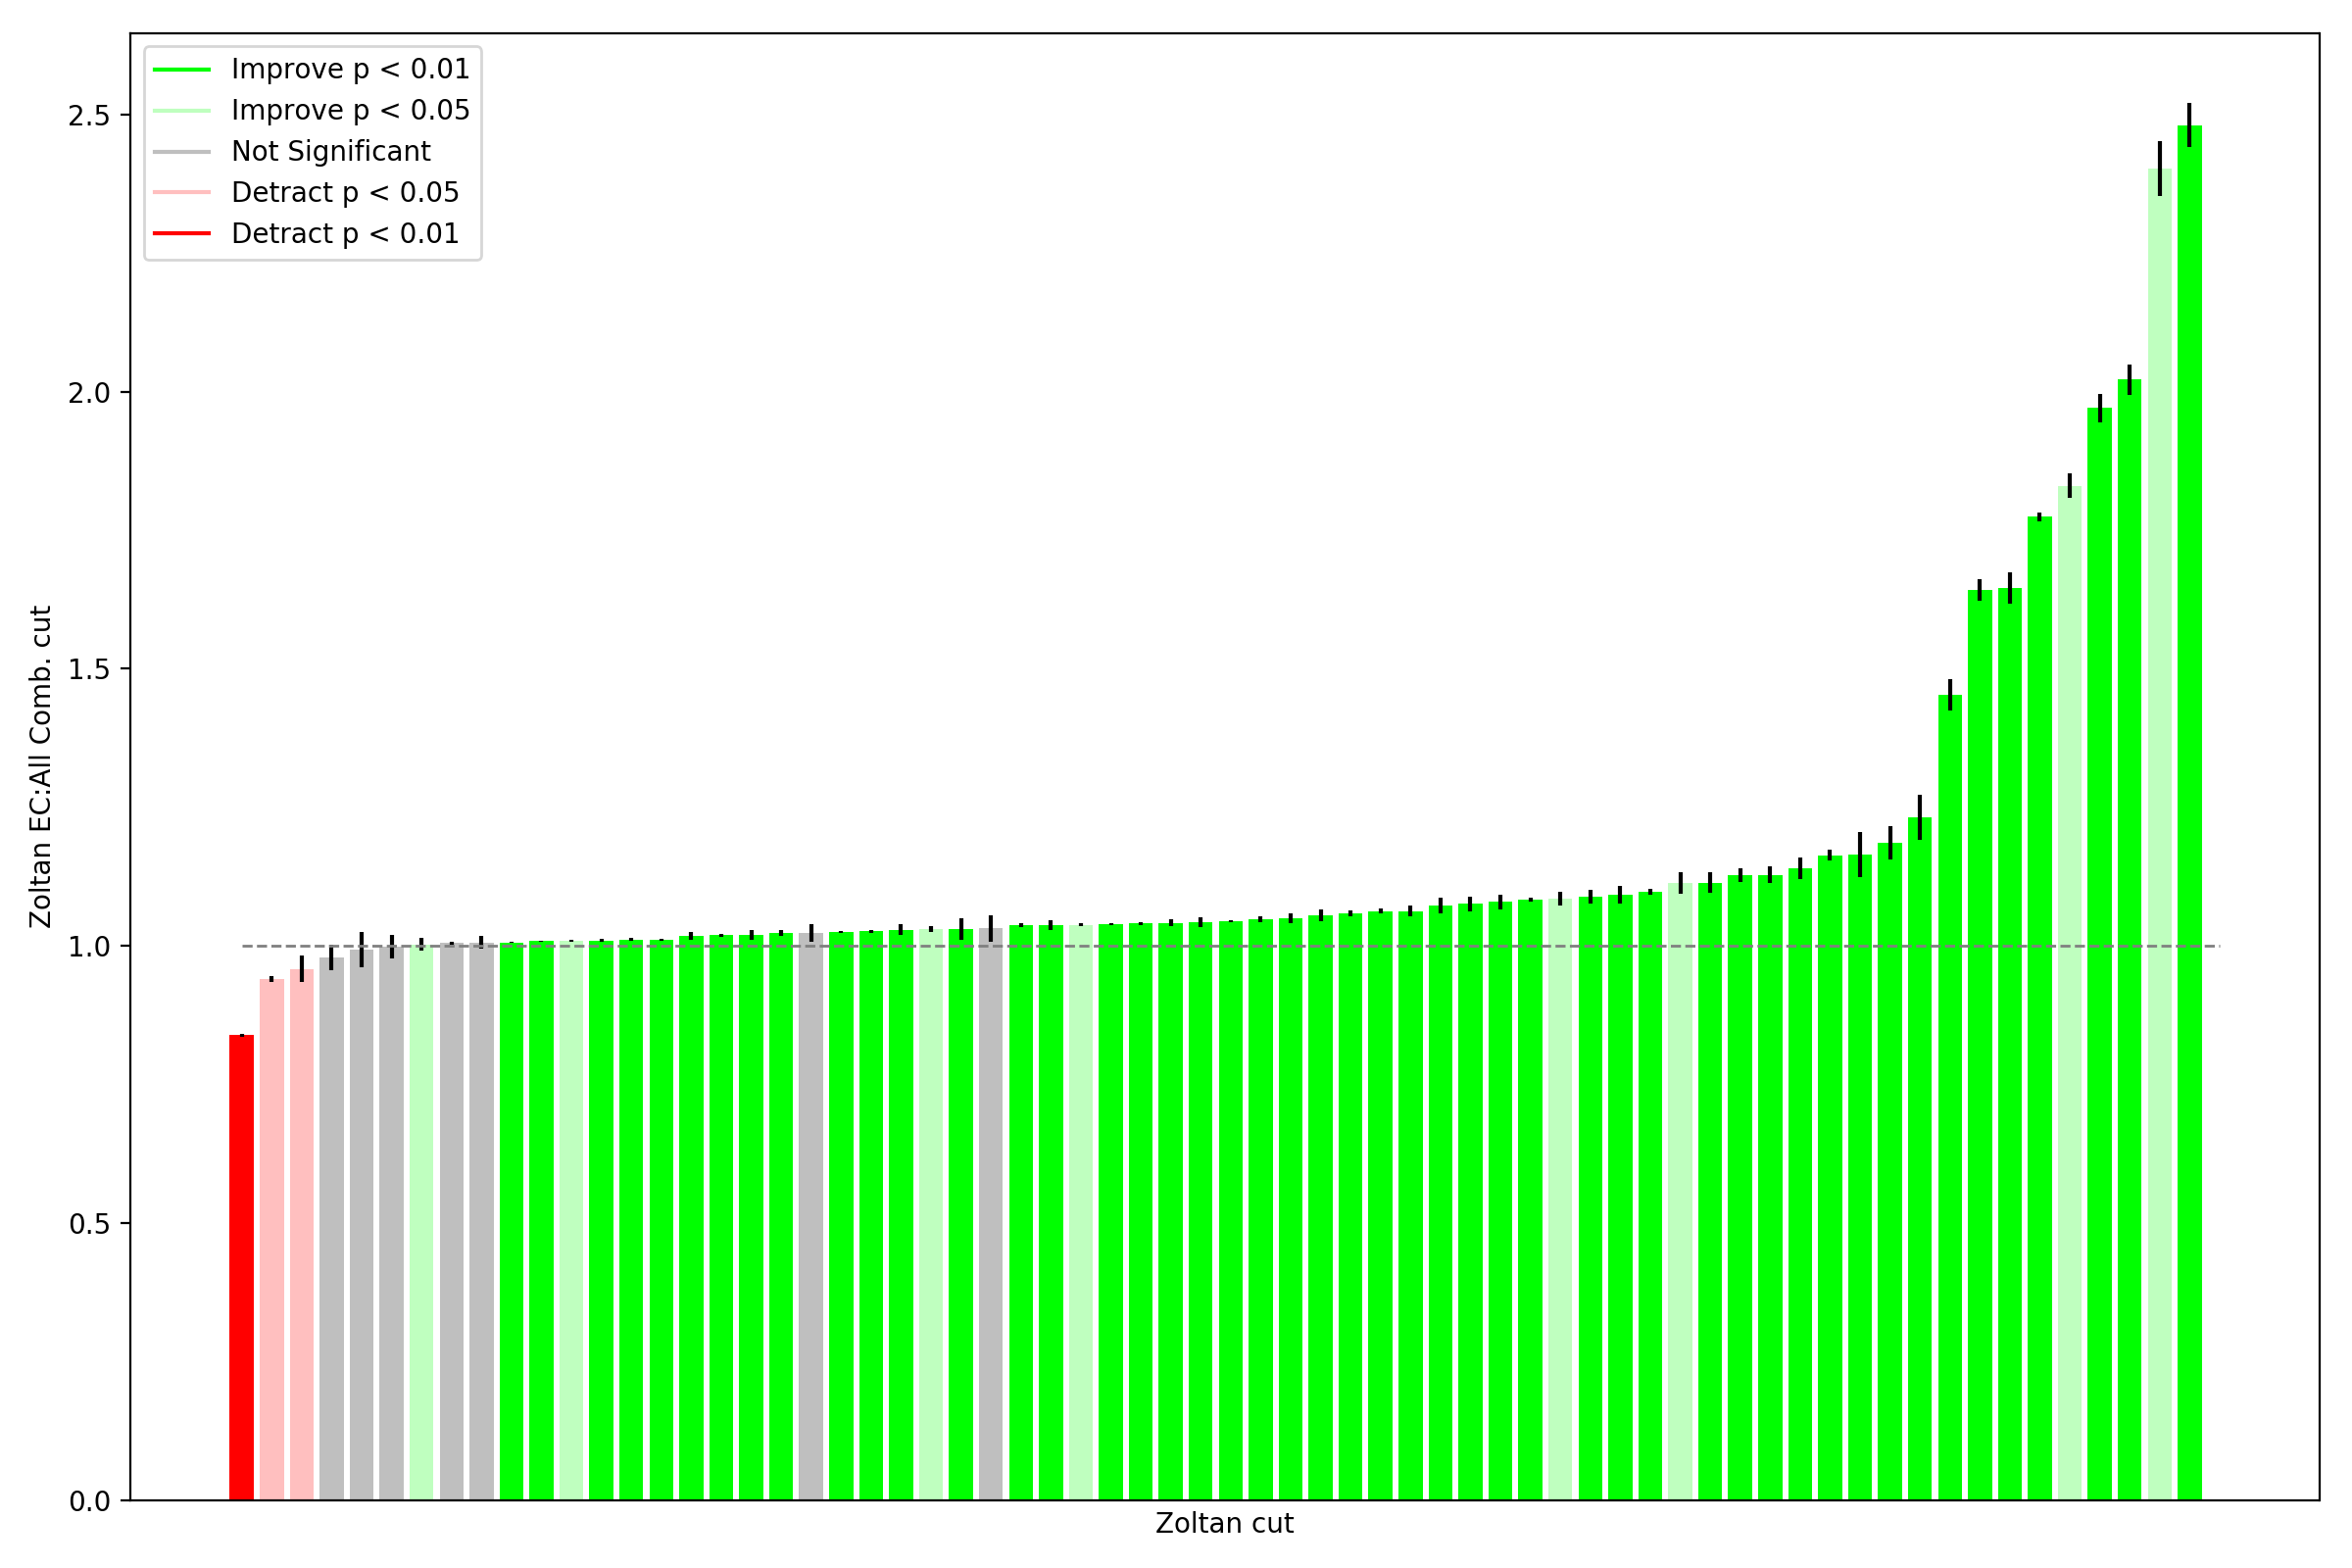 Improve p < 0.01
Improve p < 0.05
Not Significant
Detract p < 0.05
Detract p < 0.01
2.5
2.0
1.5
1.0
0.5
0.0
Zoltan EC:All Comb. cut
Zoltan cut